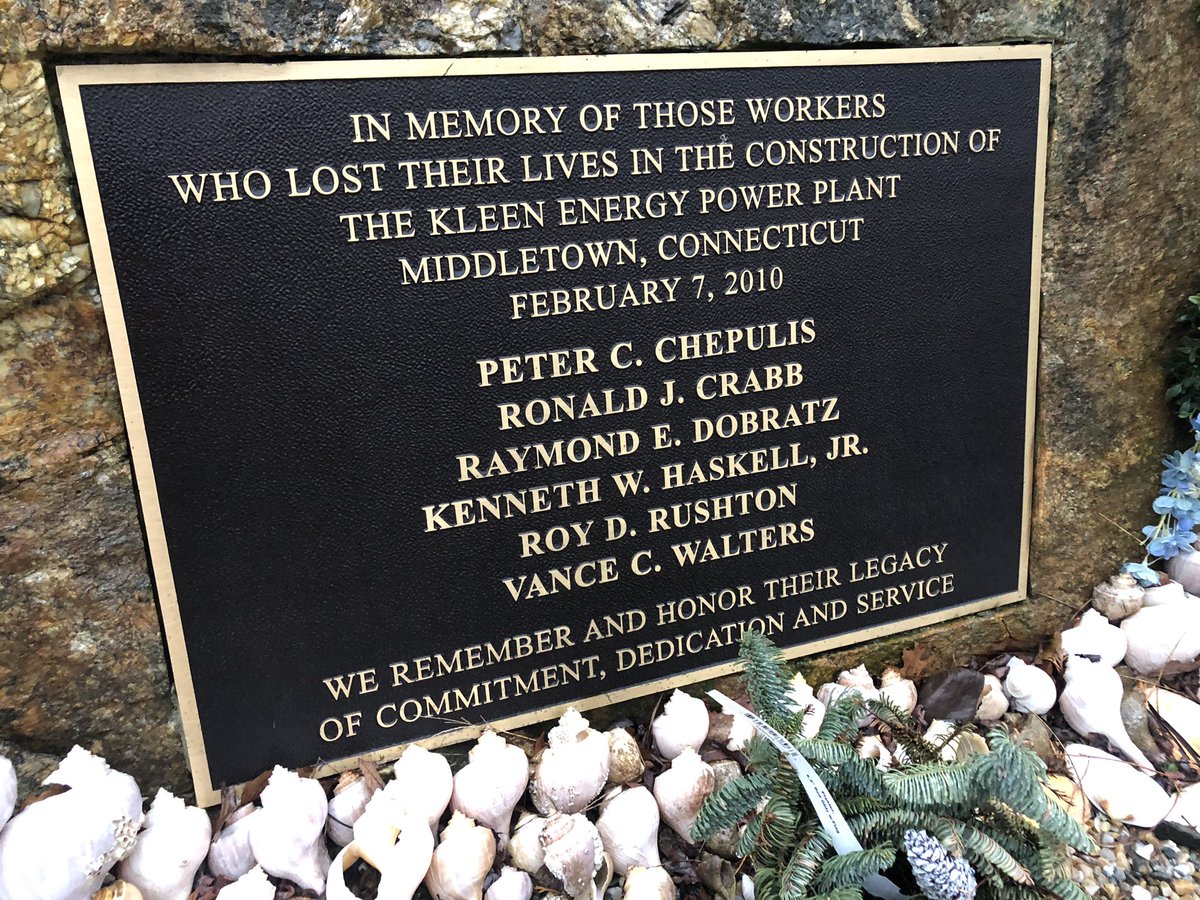 IN MEMORY OF THOSE WORKERS
WHO LOST THEIR LIVES IN THE CONSTRUCTION OF
THE KLEEN ENERGY POWER PLANT
MIDDLETOWN, CONNECTICUT
FEBRUARY 7, 2010
PETER C. CHEPULIS
RONALD J. CRABB
RAYMOND E. DOBRATZ
KENNETH W. HASKELL, JR.
ROY D. RUSHTON
VANCE C. WALTERS
WE REMEMBER AND HONOR THEIR LEGACY
OF COMMITMENT, DEDICATION AND SERVICE